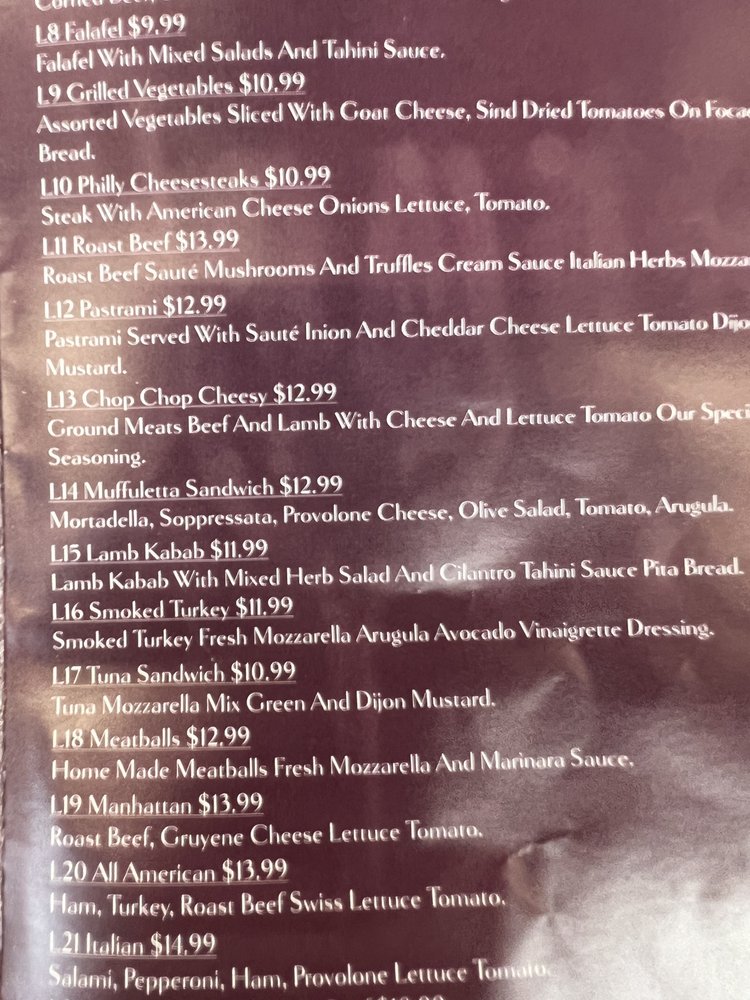 L8 Falafel $9.99
Falafel With Mixed Salads And Tahini Sauce.
L9 Grilled Vegetables $10.99
Assorted Vegetables Sliced With Goat Cheese, Sind Dried Tomatoes On
Bread.
L10 Philly Cheesesteaks $10.99
Steak With American Cheese Onions Lettuce, Tomato.
L11 Roast Beef $13.99
Roast Beef Sauté Mushrooms And Truffles Cream Sauce Italian Herbs
L12 Pastrami $12.99
Pastrami Served With Sauté Inion And Cheddar Cheese Lettuce Tomato
Mustard.
L13 Chop Chop Cheesy $12.99
Ground Meats Beef And Lamb With Cheese And Lettuce Tomato Our
Seasoning.
L14 Muffuletta Sandwich $12.99
Mortadella, Soppressata, Provolone Cheese, Olive Salad, Tomato, Arugula.
L15 Lamb Kabab $11.99
Lamb Kabab With Mixed Herb Salad And Cilantro Tahini Sauce Pita Bread.
L16 Smoked Turkey $11.99
Smoked Turkey Fresh Mozzarella Arugula Avocado Vinaigrette Dressing.
L17 Tuna Sandwich $10.99
Tuna Mozzarella Mix Green And Dijon Mustard.
L18 Meatballs $12.99
Home Made Meatballs Fresh Mozzarella And Marinara Sauce.
L19 Manhattan $13.99
Roast Beef, Gruyene Cheese Lettuce Tomato.
L20 All American $13.99
Ham, Turkey, Roast Beef Swiss Lettuce Tomato.
L21 Italian $14.99
Salami, Pepperoni, Ham, Provolone Lettuce Tomato.